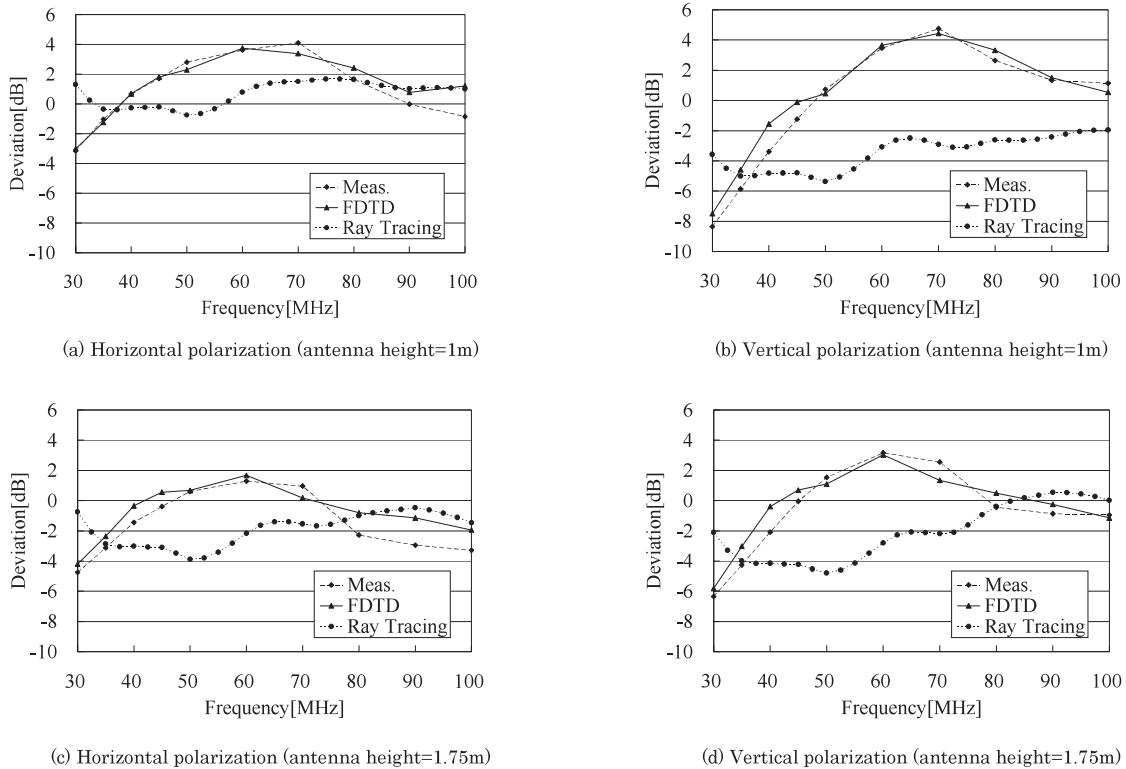 6
4
2
0
-2
-4
-6
-8
-10
Deviation[dB]
Meas.
FDTD
Ray Tracing
30 40 50 60 70 80 90 100
Frequency[MHz]
(a) Horizontal polarization (antenna height=1m)
6
4
2
0
-2
-4
-6
-8
-10
Deviation[dB]
Meas.
FDTD
Ray Tracing
30 40 50 60 70 80 90 100
Frequency[MHz]
(b) Vertical polarization (antenna height=1m)
6
4
2
0
-2
-4
-6
-8
-10
Deviation[dB]
Meas.
FDTD
Ray Tracing
30 40 50 60 70 80 90 100
Frequency[MHz]
(c) Horizontal polarization (antenna height=1.75m)
6
4
2
0
-2
-4
-6
-8
-10
Deviation[dB]
Meas.
FDTD
Ray Tracing
30 40 50 60 70 80 90 100
Frequency[MHz]
(d) Vertical polarization (antenna height=1.75m)